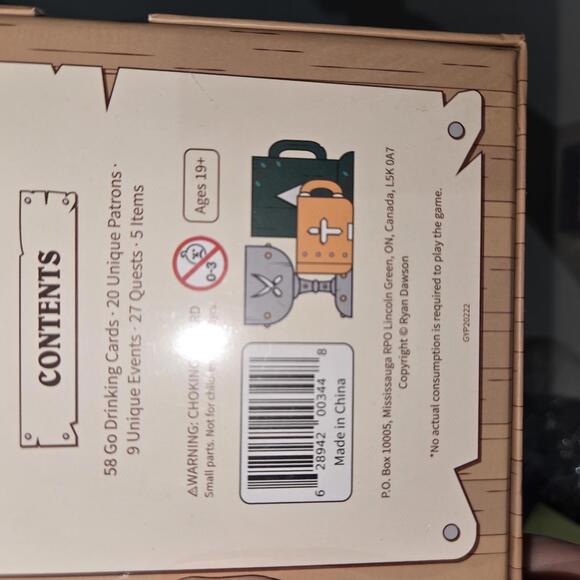 CONTENTS
58 Go Drinking Cards · 20 Unique Patrons ·
9 Unique Events · 27 Quests · 5 Items
⚠WARNING: CHOKING
Small parts. Not for
0-3
Ages 19+
6 28942 00344 8
Made in China
P.O. Box 10005, Mississauga RPO Lincoln Green, ON, Canada, L5K 0A7
Copyright © Ryan Dawson
*No actual consumption is required to play the game.
GYP20222